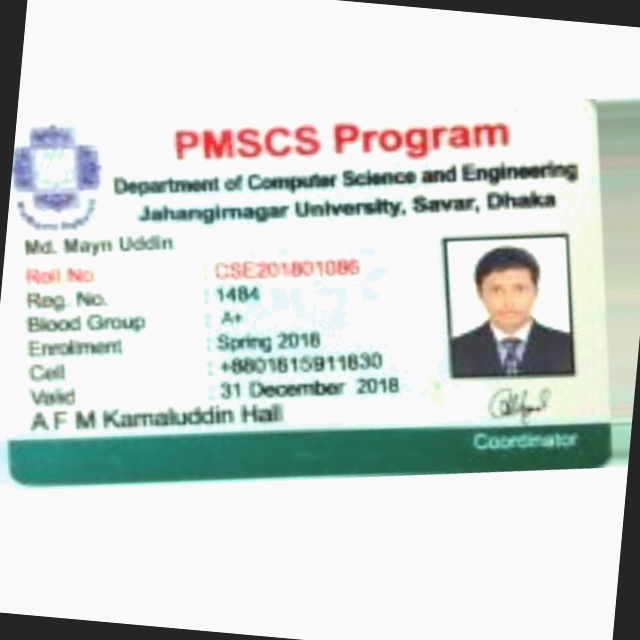 PMSCS Program
Department of Computer Science and Engineering
Jahangirnagar University, Savar, Dhaka
Md. Mayn Uddin
Roll No : CSE201801086
Reg. No. : 1484
Blood Group : A+
Enrollment : Spring 2018
Cell : +8801615911830
Valid : 31 December 2018
A F M Kamaluddin Hall
Coordinator